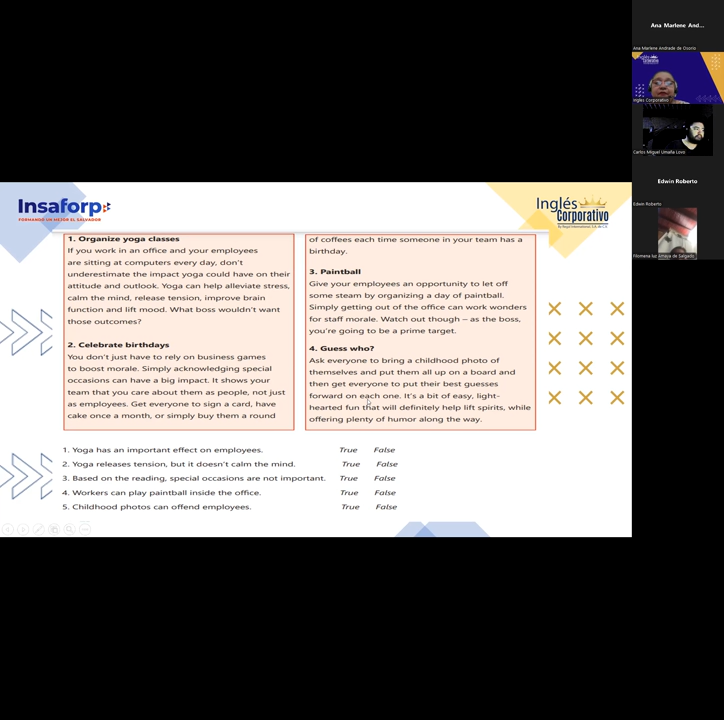 Ana Marlene And...
Ana Marlene Andrade de Osorio
Inglés Corporativo
Carlos Miguel Umaña Lovo
Edwin Roberto
Edwin Roberto
Filomena luz Amaya de Salgado
Insaforp
FORMANDO UN MEJOR EL SALVADOR
Inglés
Corporativo
1. Organize yoga classes
If you work in an office and your employees
are sitting at computers every day, don't
underestimate the impact yoga could have on their
attitude and outlook. Yoga can help alleviate stress,
calm the mind, release tension, improve brain
function and lift mood. What boss wouldn't want
those outcomes?
2. Celebrate birthdays
You don't just have to rely on business games
to boost morale. Simply acknowledging special
occasions can have a big impact. It shows your
team that you care about them as people, not just
as employees. Get everyone to sign a card, have
cake once a month, or simply buy them a round
of coffees each time someone in your team has a
birthday.
3. Paintball
Give your employees an opportunity to let off
some steam by organizing a day of paintball.
Simply getting out of the office can work wonders
for staff morale. Watch out though – as the boss,
you're going to be a prime target.
4. Guess who?
Ask everyone to bring a childhood photo of
themselves and put them all up on a board and
then get everyone to put their best guesses
forward on each one. It's a bit of easy, light-
hearted fun that will definitely help lift spirits, while
offering plenty of humor along the way.
1. Yoga has an important effect on employees. True False
2. Yoga releases tension, but it doesn't calm the mind. True False
3. Based on the reading, special occasions are not important. True False
4. Workers can play paintball inside the office. True False
5. Childhood photos can offend employees. True False